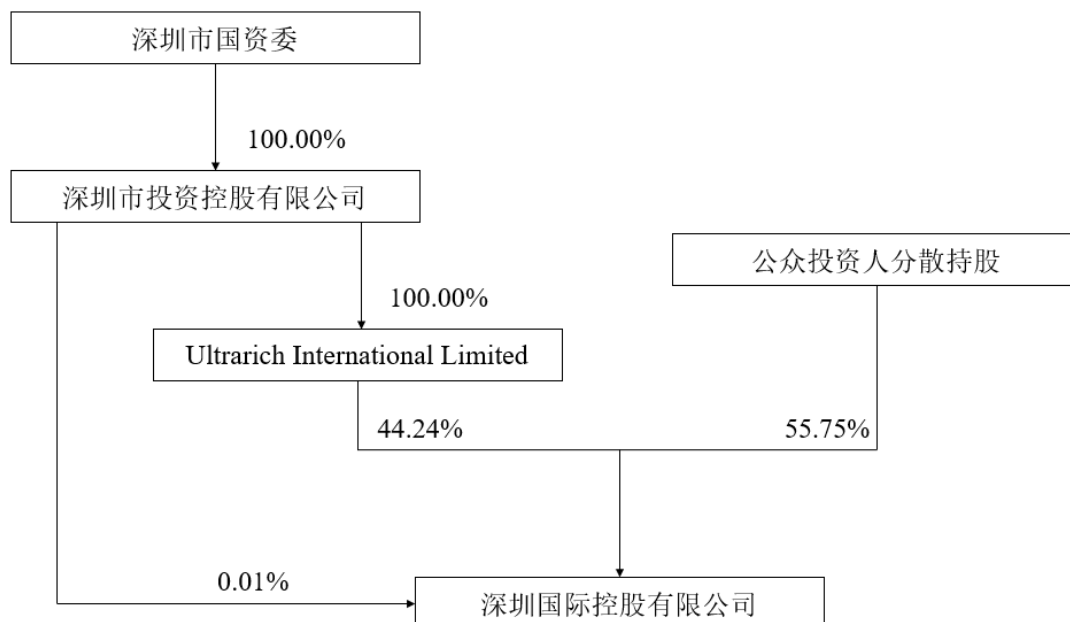 深圳市国资委
100.00%
深圳市投资控股有限公司
公众投资人分散持股
100.00%
Ultrarich International Limited
44.24%
55.75%
0.01%
深圳国际控股有限公司